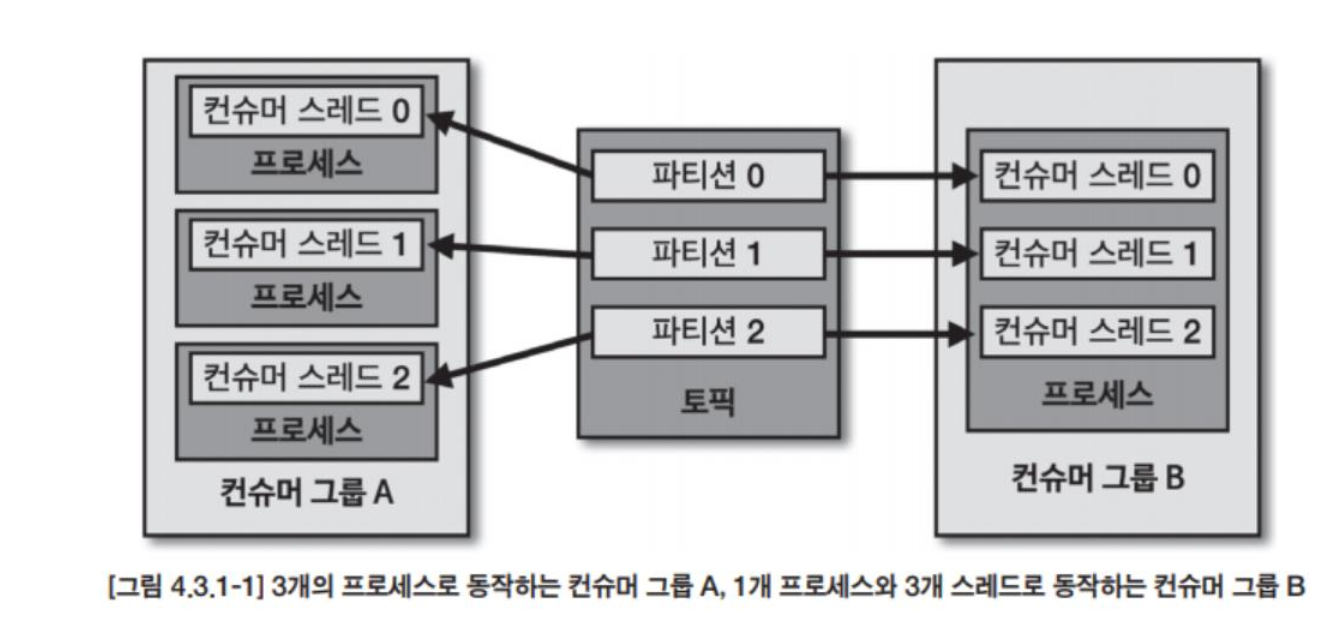 컨슈머 스레드 0
프로세스
컨슈머 스레드 1
프로세스
컨슈머 스레드 2
프로세스
컨슈머 그룹 A
파티션 0
파티션 1
파티션 2
토픽
컨슈머 스레드 0
컨슈머 스레드 1
컨슈머 스레드 2
프로세스
컨슈머 그룹 B
[그림 4.3.1-1] 3개의 프로세스로 동작하는 컨슈머 그룹 A, 1개 프로세스와 3개 스레드로 동작하는 컨슈머 그룹 B